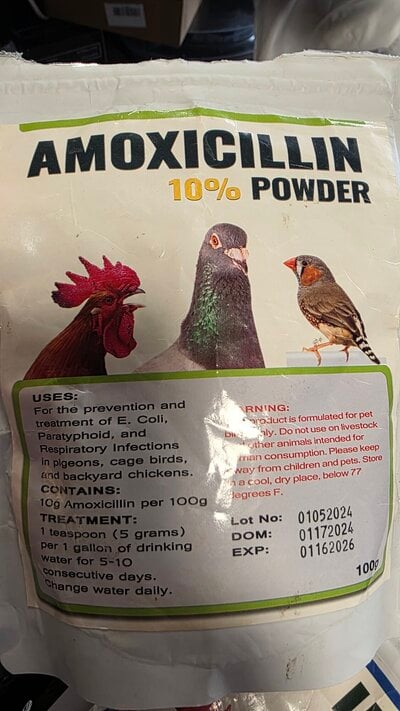 AMOXICILLIN
10% POWDER
USES:
For the prevention and
treatment of E. Coli,
Paratyphoid, and
Respiratory Infections
in pigeons, cage birds,
and backyard chickens.
CONTAINS:
10g Amoxicillin per 100g
TREATMENT:
1 teaspoon (5 grams)
per 1 gallon of drinking
water for 5-10
consecutive days.
Change water daily.
ARNING:
product is formulated for pet
only. Do not use on livestock
other animals intended for
consumption. Please keep
away from children and pets. Store
in a cool, dry place, below 77
degrees F.
Lot No: 01052024
DOM: 01172024
EXP: 01162026
100g